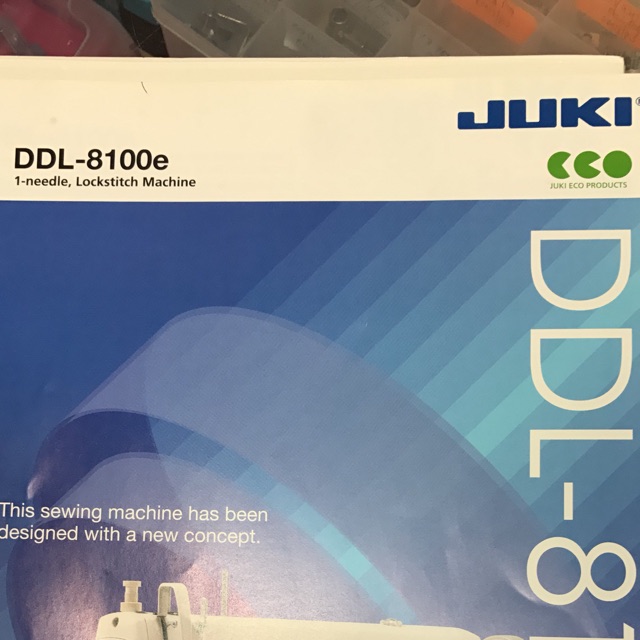 JUKI
DDL-8100e
1-needle, Lockstitch Machine
JUKI ECO PRODUCTS
DDL-8
This sewing machine has been
designed with a new concept.